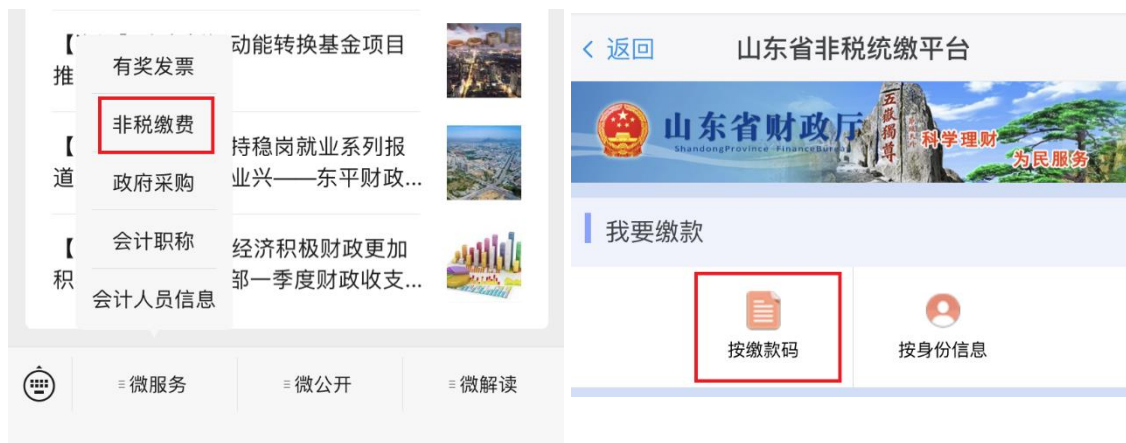 【
动能转换基金项目
推
有奖发票
非税缴费
【
持稳岗就业系列报
道
政府采购
业兴——东平财政...
会计职称
【
经济积极财政更加
积
部一季度财政收支...
会计人员信息
微服务
微公开
微解读
返回
山东省非税统缴平台
山东省财政厅
ShandongProvince FinanceBureau
五嶽獨尊
科学理财
为民服务
我要缴款
按缴款码
按身份信息